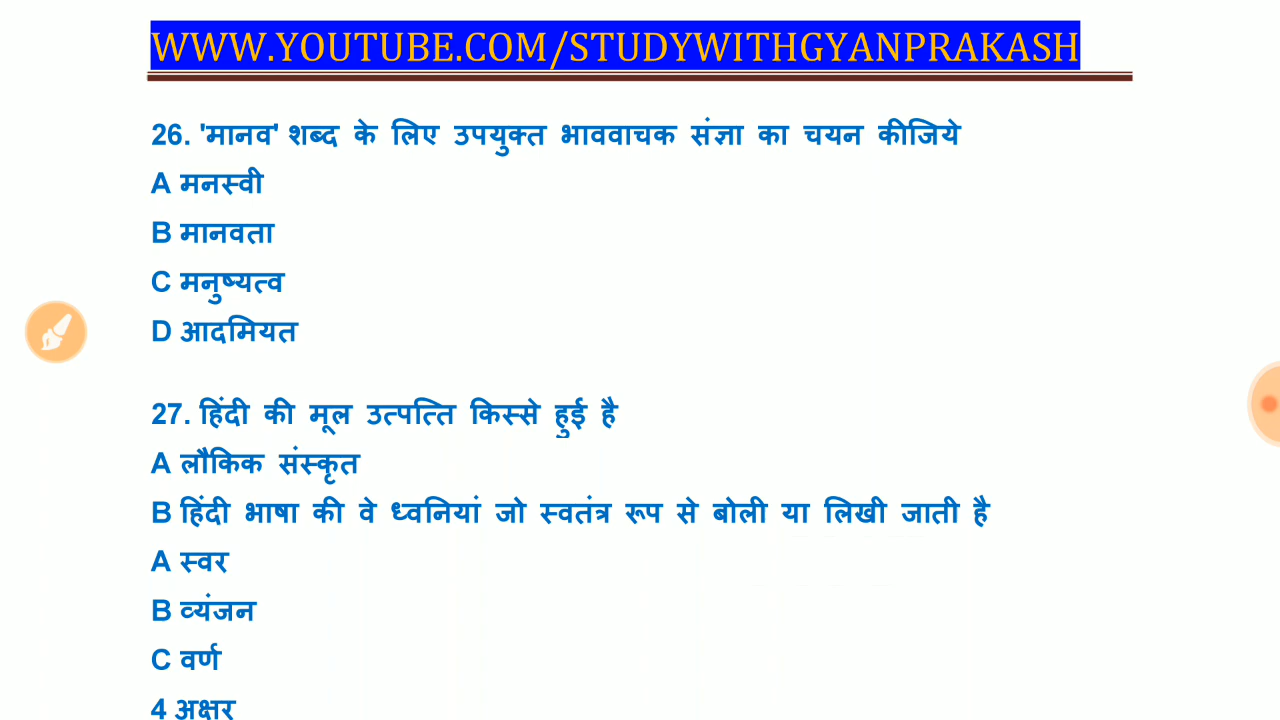 WWW.YOUTUBE.COM/STUDYWITHGYANPRAKASH
26. 'मानव' शब्द के लिए उपयुक्त भाववाचक संज्ञा का चयन कीजिये
A मनस्वी
B मानवता
C मनुष्यत्व
D आदमियत
27. हिंदी की मूल उत्पत्ति किस्से हुई है
A लौकिक संस्कृत
B हिंदी भाषा की वे ध्वनियां जो स्वतंत्र रूप से बोली या लिखी जाती है
A स्वर
B व्यंजन
C वर्ण
4 अक्षर